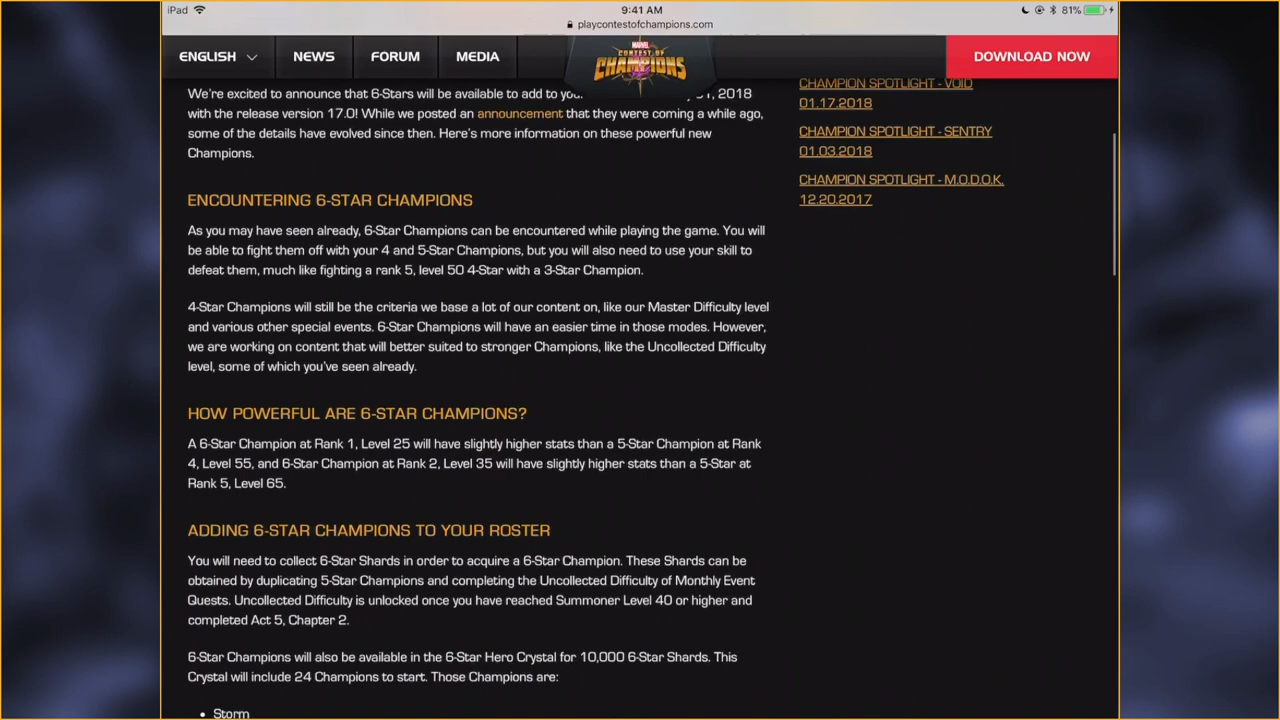 iPad
9:41 AM
81%
playcontestofchampions.com
ENGLISH
NEWS
FORUM
MEDIA
MARVEL
CONTEST OF
CHAMPIONS
DOWNLOAD NOW
We're excited to announce that 6-Stars will be available to add to you 1, 2018
with the release version 17.0! While we posted an announcement that they were coming a while ago,
some of the details have evolved since then. Here's more information on these powerful new
Champions.
ENCOUNTERING 6-STAR CHAMPIONS
As you may have seen already, 6-Star Champions can be encountered while playing the game. You will
be able to fight them off with your 4 and 5-Star Champions, but you will also need to use your skill to
defeat them, much like fighting a rank 5, level 50 4-Star with a 3-Star Champion.
4-Star Champions will still be the criteria we base a lot of our content on, like our Master Difficulty level
and various other special events. 6-Star Champions will have an easier time in those modes. However,
we are working on content that will better suited to stronger Champions, like the Uncollected Difficulty
level, some of which you've seen already.
HOW POWERFUL ARE 6-STAR CHAMPIONS?
A 6-Star Champion at Rank 1, Level 25 will have slightly higher stats than a 5-Star Champion at Rank
4, Level 55, and 6-Star Champion at Rank 2, Level 35 will have slightly higher stats than a 5-Star at
Rank 5, Level 65.
ADDING 6-STAR CHAMPIONS TO YOUR ROSTER
You will need to collect 6-Star Shards in order to acquire a 6-Star Champion. These Shards can be
obtained by duplicating 5-Star Champions and completing the Uncollected Difficulty of Monthly Event
Quests. Uncollected Difficulty is unlocked once you have reached Summoner Level 40 or higher and
completed Act 5, Chapter 2.
6-Star Champions will also be available in the 6-Star Hero Crystal for 10,000 6-Star Shards. This
Crystal will include 24 Champions to start. Those Champions are:
• Storm
CHAMPION SPOTLIGHT - VOID
01.17.2018
CHAMPION SPOTLIGHT - SENTRY
01.03.2018
CHAMPION SPOTLIGHT - M.O.D.O.K.
12.20.2017